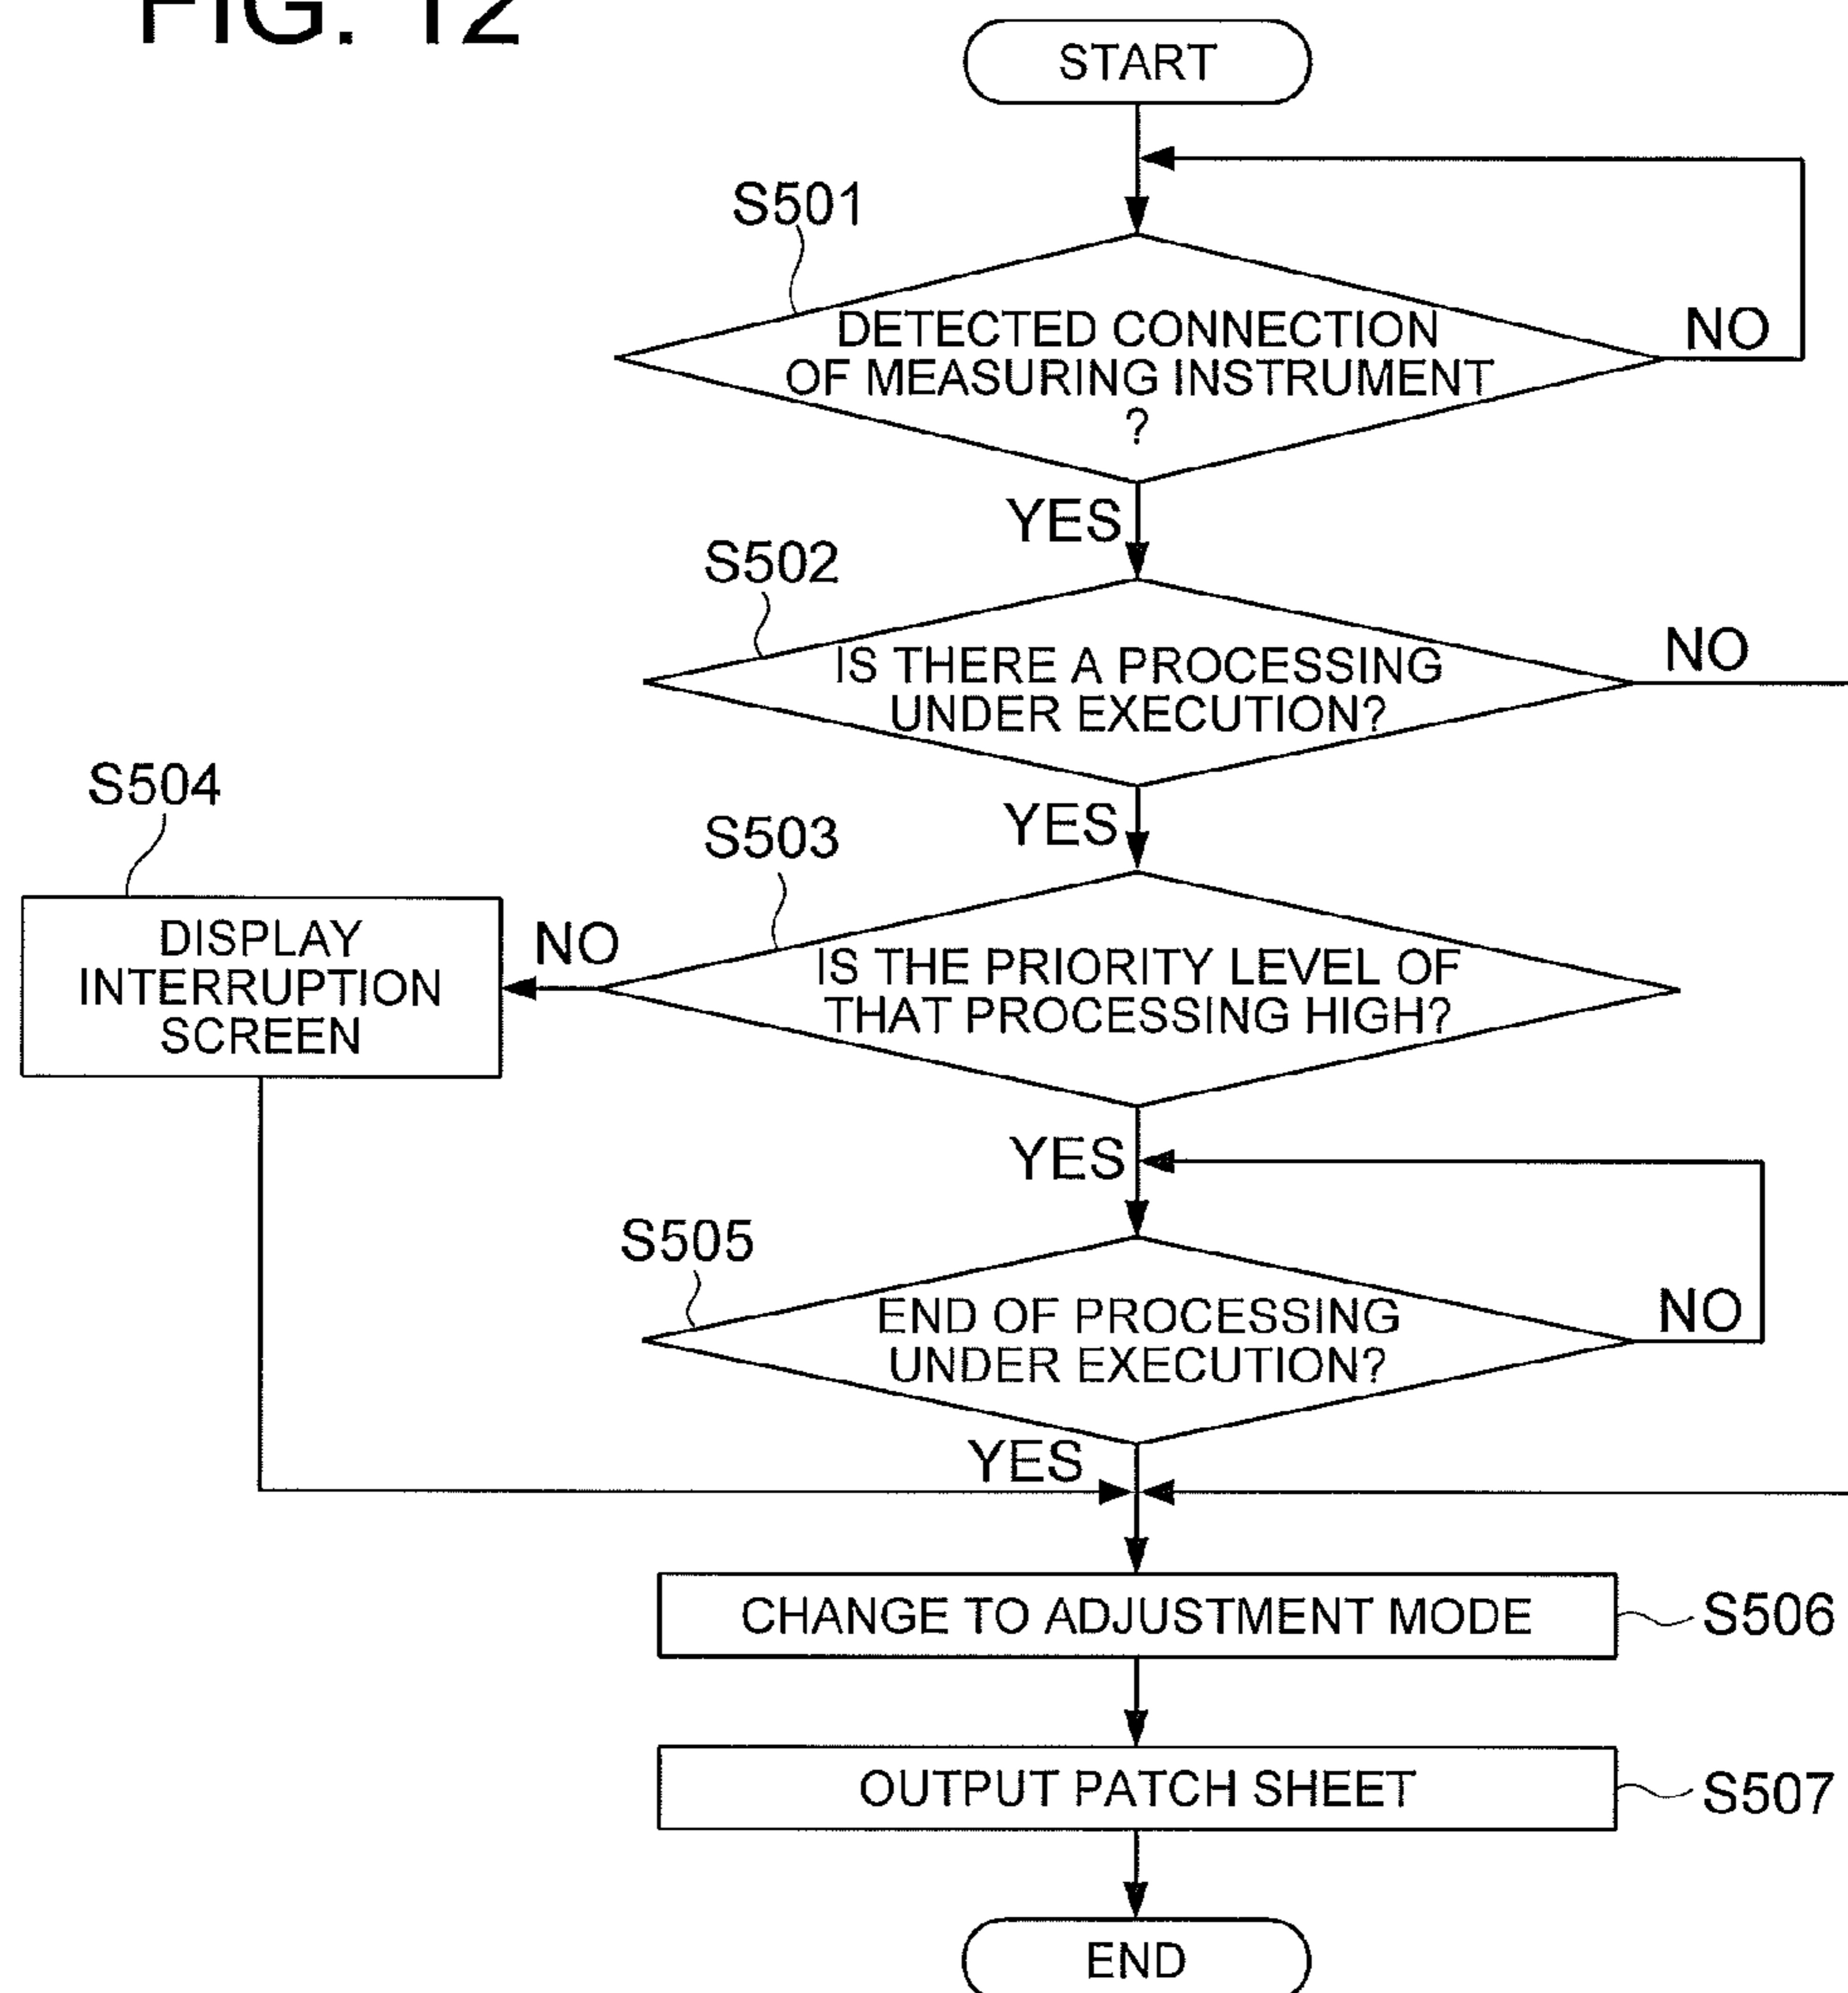 FIG. 12
START
S501
DETECTED CONNECTION
OF MEASURING INSTRUMENT
?
NO
YES
S502
IS THERE A PROCESSING
UNDER EXECUTION?
NO
YES
S503
IS THE PRIORITY LEVEL OF
THAT PROCESSING HIGH?
NO
S504
DISPLAY
INTERRUPTION
SCREEN
YES
S505
END OF PROCESSING
UNDER EXECUTION?
NO
YES
CHANGE TO ADJUSTMENT MODE
S506
OUTPUT PATCH SHEET
S507
END